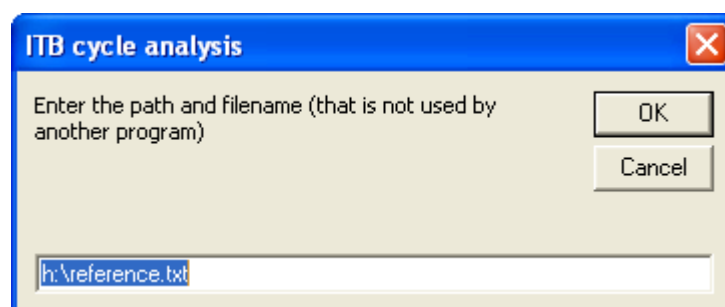 ITB cycle analysis
Enter the path and filename (that is not used by
another program)
OK
Cancel
h:\reference.txt